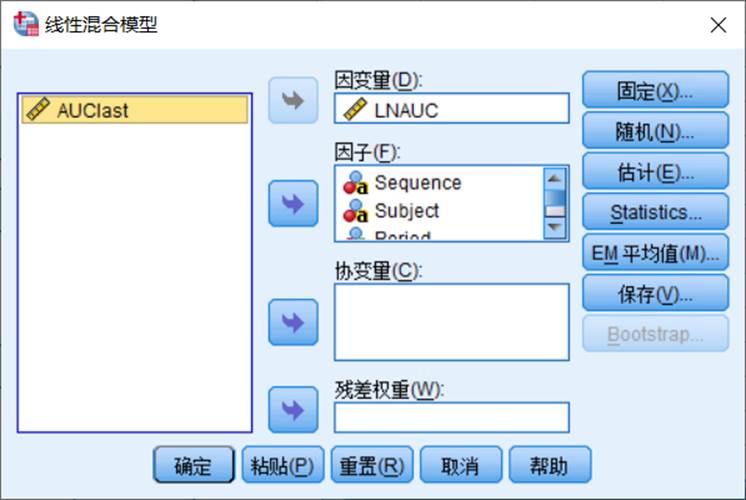 线性混合模型
AUClast
因变量(D):
LNAUC
因子(F):
Sequence
Subject
Period
协变量(C):
残差权重(W)
固定(X)...
随机(N)...
估计(E)...
Statistics...
EM 平均值(M)...
保存(V)...
Bootstrap...
确定
粘贴(P)
重置(R)
取消
帮助